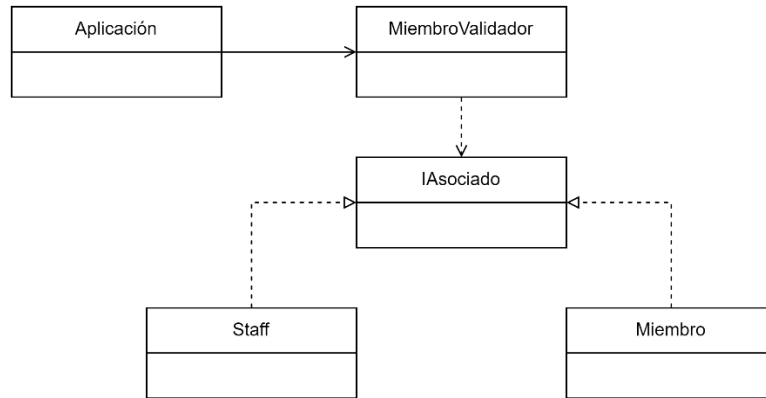 Aplicación
MiembroValidador
IAsociado
Staff
Miembro